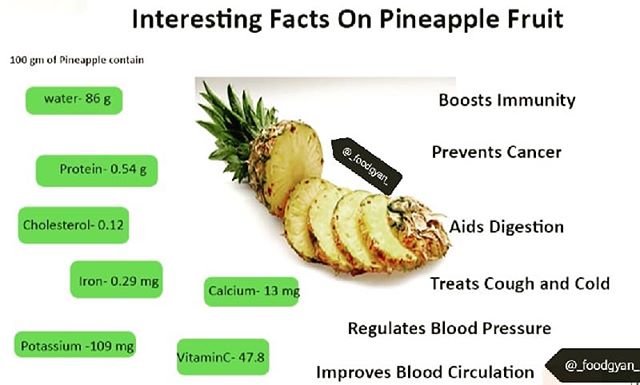 Interesting Facts On Pineapple Fruit
100 gm of Pineapple contain
water- 86 g
Protein- 0.54 g
Cholesterol- 0.12
Iron- 0.29 mg
Calcium- 13 mg
Potassium -109 mg
VitaminC- 47.8
@_foodgyan_
Boosts Immunity
Prevents Cancer
Aids Digestion
Treats Cough and Cold
Regulates Blood Pressure
Improves Blood Circulation
@_foodgyan_